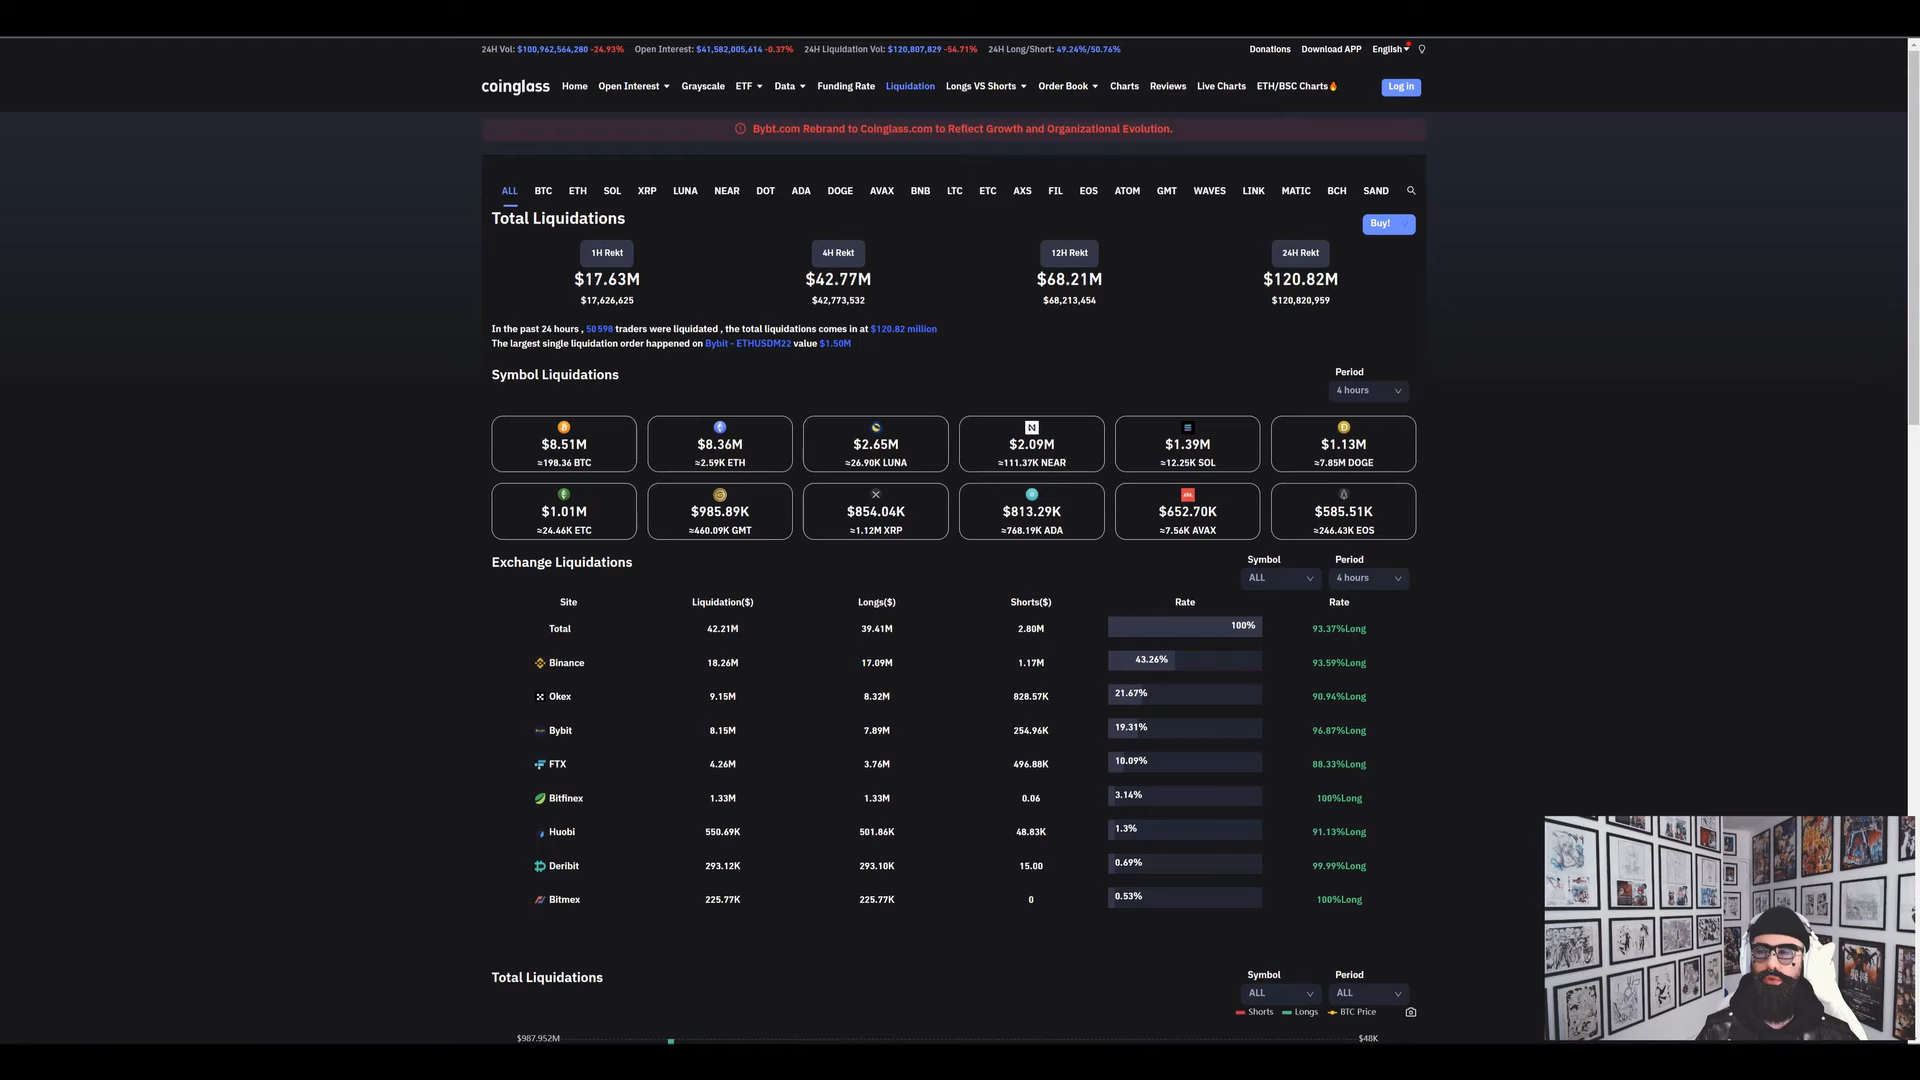 24H Vol: $100,962,564,280 -24.93% Open Interest: $41,582,005,614 -0.37% 24H Liquidation Vol: $120,807,829 -54.71% 24H Long/Short: 49.24%/50.76% Donations Download APP English
coinglass Home Open Interest Grayscale ETF Data Funding Rate Liquidation Longs VS Shorts Order Book Charts Reviews Live Charts ETH/BSC Charts🔥 Log in
Bybt.com Rebrand to Coinglass.com to Reflect Growth and Organizational Evolution.
ALL BTC ETH SOL XRP LUNA NEAR DOT ADA DOGE AVAX BNB LTC ETC AXS FIL EOS ATOM GMT WAVES LINK MATIC BCH SAND
Total Liquidations Buy!
1H Rekt 4H Rekt 12H Rekt 24H Rekt
$17.63M $42.77M $68.21M $120.82M
$17,626,625 $42,773,532 $68,213,454 $120,820,959
In the past 24 hours , 50598 traders were liquidated , the total liquidations comes in at $120.82 million
The largest single liquidation order happened on Bybit - ETHUSDM22 value $1.50M
Symbol Liquidations Period
4 hours
$8.51M $8.36M $2.65M $2.09M $1.39M $1.13M
≈198.36 BTC ≈2.59K ETH ≈26.90K LUNA ≈111.37K NEAR ≈12.25K SOL ≈7.85M DOGE
$1.01M $985.89K $854.04K $813.29K $652.70K $585.51K
≈24.46K ETC ≈460.09K GMT ≈1.12M XRP ≈768.19K ADA ≈7.56K AVAX ≈246.43K EOS
Exchange Liquidations Symbol Period
ALL 4 hours
Site Liquidation($) Longs($) Shorts($) Rate Rate
Total 42.21M 39.41M 2.80M 100% 93.37%Long
Binance 18.26M 17.09M 1.17M 43.26% 93.59%Long
Okex 9.15M 8.32M 828.57K 21.67% 90.94%Long
Bybit 8.15M 7.89M 254.96K 19.31% 96.87%Long
FTX 4.26M 3.76M 496.88K 10.09% 88.33%Long
Bitfinex 1.33M 1.33M 0.06 3.14% 100%Long
Huobi 550.69K 501.86K 48.83K 1.3% 91.13%Long
Deribit 293.12K 293.10K 15.00 0.69% 99.99%Long
Bitmex 225.77K 225.77K 0 0.53% 100%Long
Total Liquidations Symbol Period
ALL ALL
Shorts Longs BTC Price
$987.952M $48K